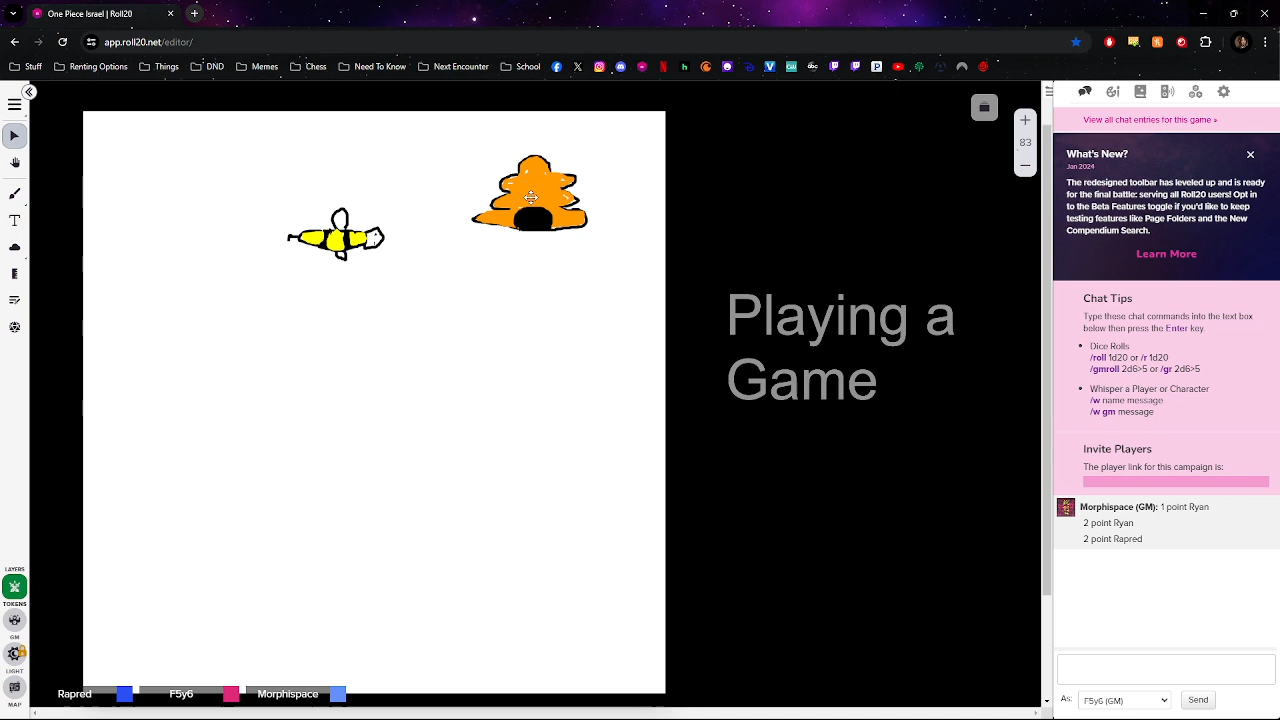 One Piece Israel | Roll20
app.roll20.net/editor/
Stuff
Renting Options
Things
DND
Memes
Chess
Need To Know
Next Encounter
School
View all chat entries for this game »
What's New?
Jan 2024
The redesigned toolbar has leveled up and is ready
for the final battle: serving all Roll20 users! Opt in
to the Beta Features toggle if you'd like to keep
testing features like Page Folders and the New
Compendium Search.
Learn More
83
Playing a
Game
Chat Tips
Type these chat commands into the text box
below then press the Enter key.
Dice Rolls
/roll 1d20 or /r 1d20
/gmroll 2d6>5 or /gr 2d6>5
Whisper a Player or Character
/w name message
/w gm message
Invite Players
The player link for this campaign is:
Morphispace (GM): 1 point Ryan
2 point Ryan
2 point Rapred
LAYERS
TOKENS
GM
LIGHT
MAP
Rapred
F5y6
Morphispace
As:
F5y6 (GM)
Send